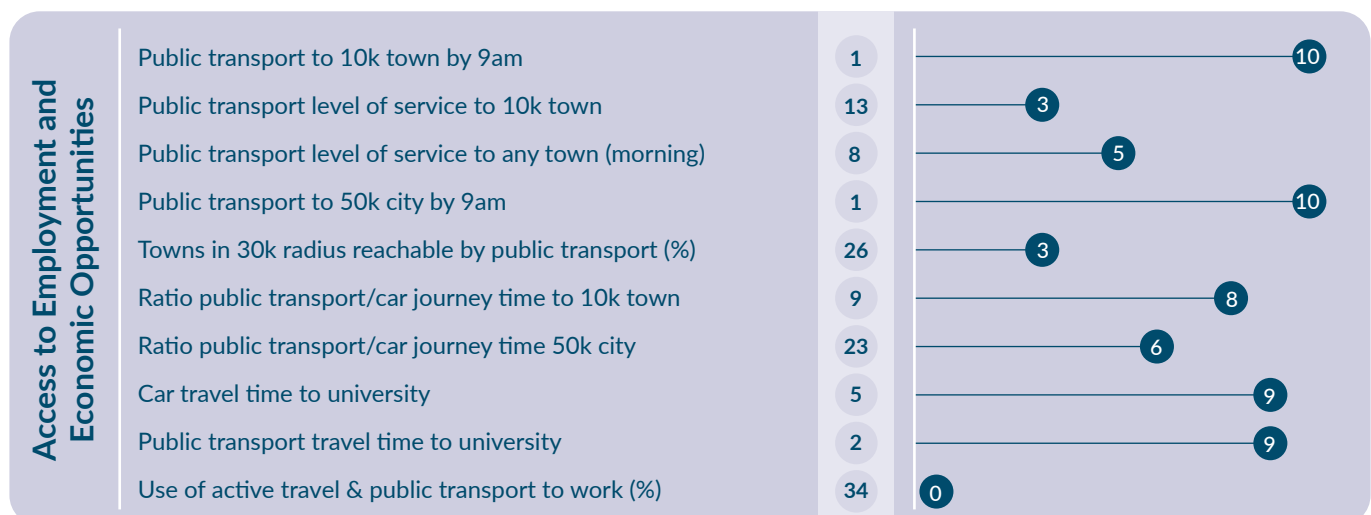 Access to Employment and
Economic Opportunities
Public transport to 10k town by 9am 1 10
Public transport level of service to 10k town 13 3
Public transport level of service to any town (morning) 8 5
Public transport to 50k city by 9am 1 10
Towns in 30k radius reachable by public transport (%) 26 3
Ratio public transport/car journey time to 10k town 9 8
Ratio public transport/car journey time 50k city 23 6
Car travel time to university 5 9
Public transport travel time to university 2 9
Use of active travel & public transport to work (%) 34 0